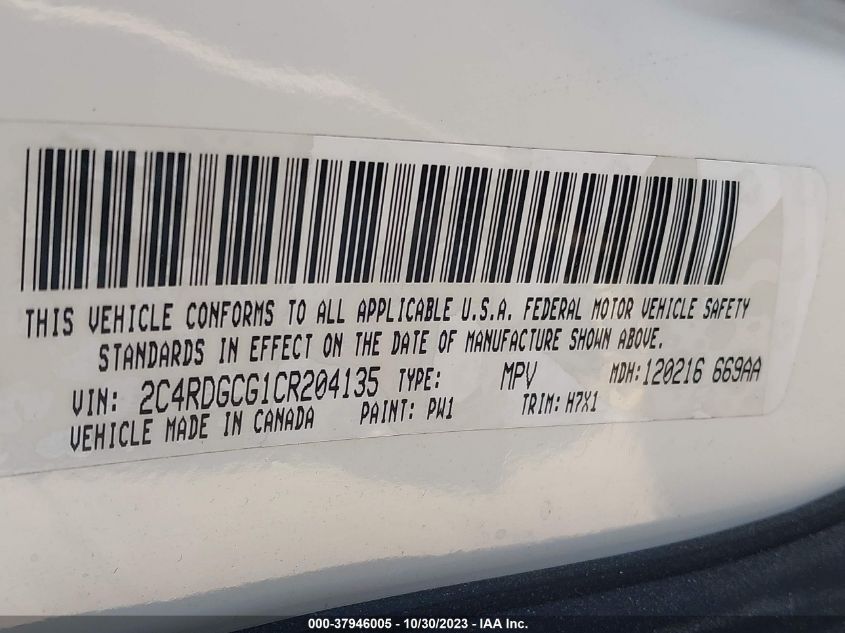 THIS VEHICLE CONFORMS TO ALL APPLICABLE U.S.A. FEDERAL MOTOR VEHICLE SAFETY
STANDARDS IN EFFECT ON THE DATE OF MANUFACTURE SHOWN ABOVE.
VIN: 2C4RDGCG1CR204135 TYPE: MPV MDH: 120216 669AA
VEHICLE MADE IN CANADA PAINT: PW1 TRIM: H7X1
000-37946005 - 10/30/2023 - IAA Inc.